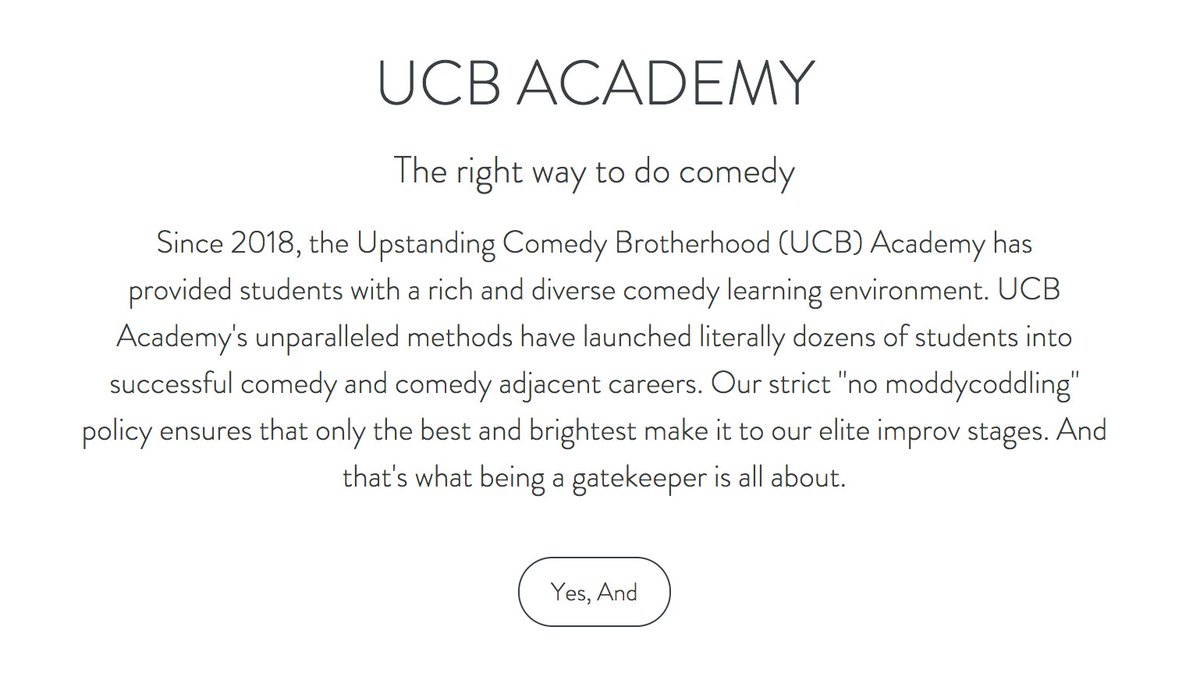 UCB ACADEMY
The right way to do comedy
Since 2018, the Upstanding Comedy Brotherhood (UCB) Academy has
provided students with a rich and diverse comedy learning environment. UCB
Academy's unparalleled methods have launched literally dozens of students into
successful comedy and comedy adjacent careers. Our strict "no moddycoddling"
policy ensures that only the best and brightest make it to our elite improv stages. And
that's what being a gatekeeper is all about.
Yes, And